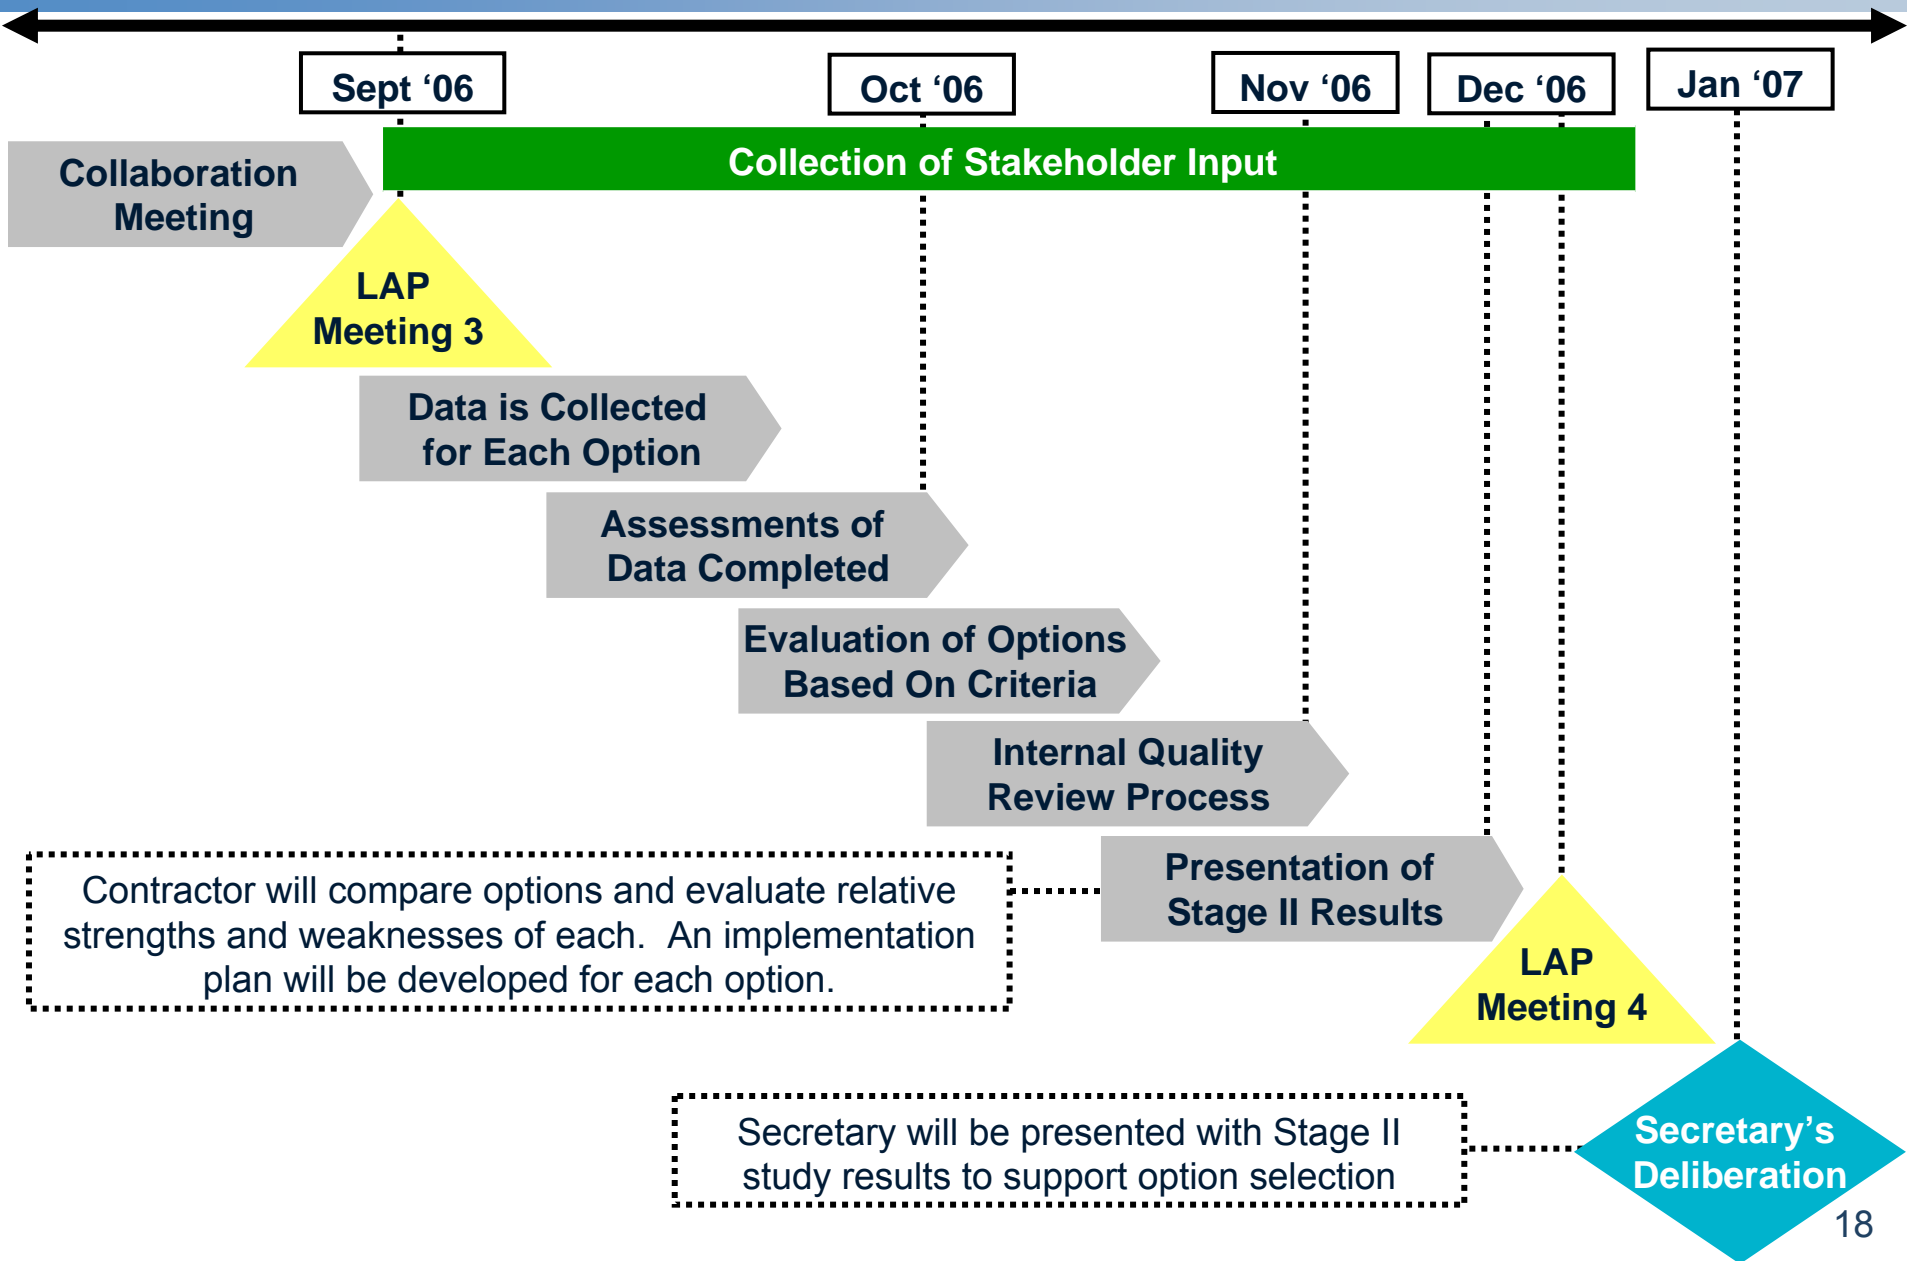 Sept ‘06
Oct ‘06
Nov ‘06
Dec ‘06
Jan ‘07
Collection of Stakeholder Input
Collaboration
Meeting
LAP
Meeting 3
Data is Collected
for Each Option
Assessments of
Data Completed
Evaluation of Options
Based On Criteria
Internal Quality
Review Process
Presentation of
Stage II Results
Contractor will compare options and evaluate relative
strengths and weaknesses of each.  An implementation
plan will be developed for each option.
LAP
Meeting 4
Secretary will be presented with Stage II
study results to support option selection
Secretary’s
Deliberation
18